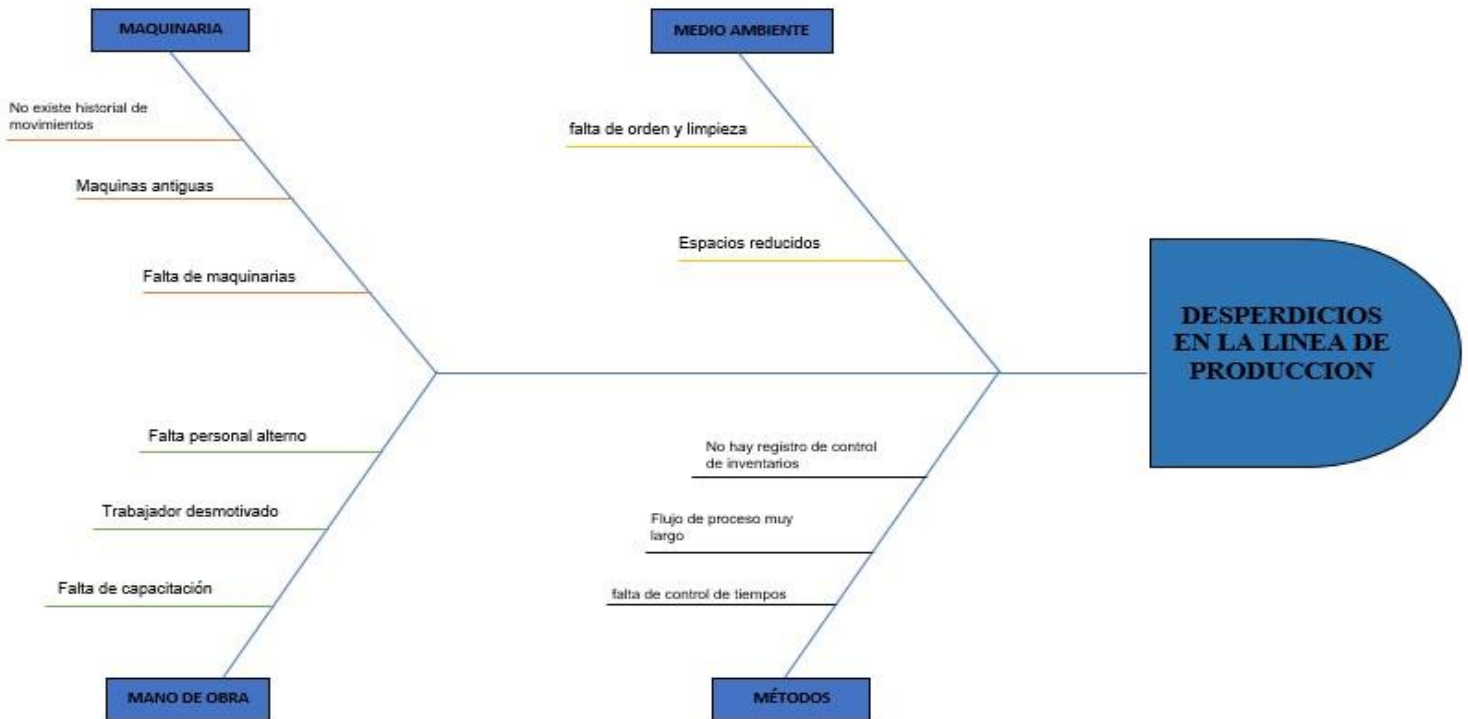 MAQUINARIA
MEDIO AMBIENTE
No existe historial de
movimientos
Maquinas antiguas
Falta de maquinarias
falta de orden y limpieza
Espacios reducidos
DESPERDICIOS
EN LA LINEA DE
PRODUCCION
Falta personal alterno
Trabajador desmotivado
Falta de capacitación
No hay registro de control
de inventarios
Flujo de proceso muy
largo
falta de control de tiempos
MANO DE OBRA
MÉTODOS